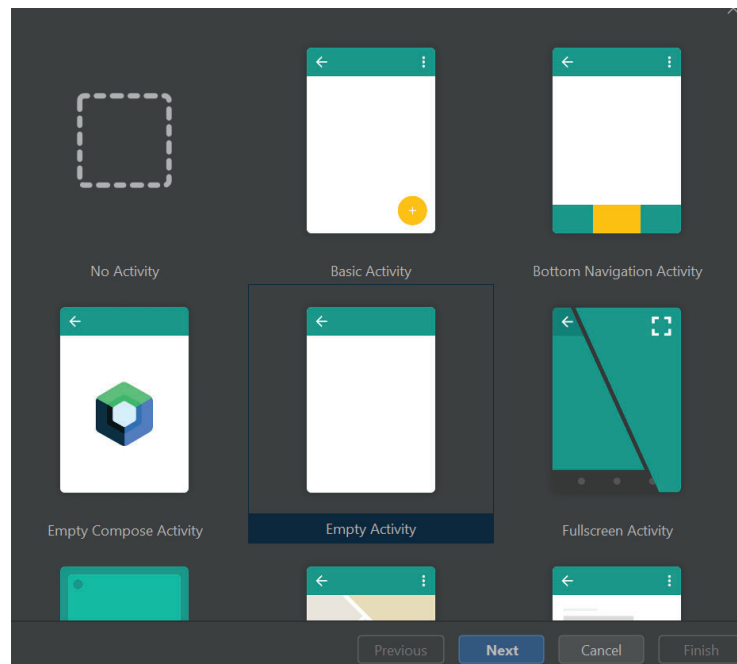 No Activity
Basic Activity
Bottom Navigation Activity
Empty Compose Activity
Empty Activity
Fullscreen Activity
Previous
Next
Cancel
Finish